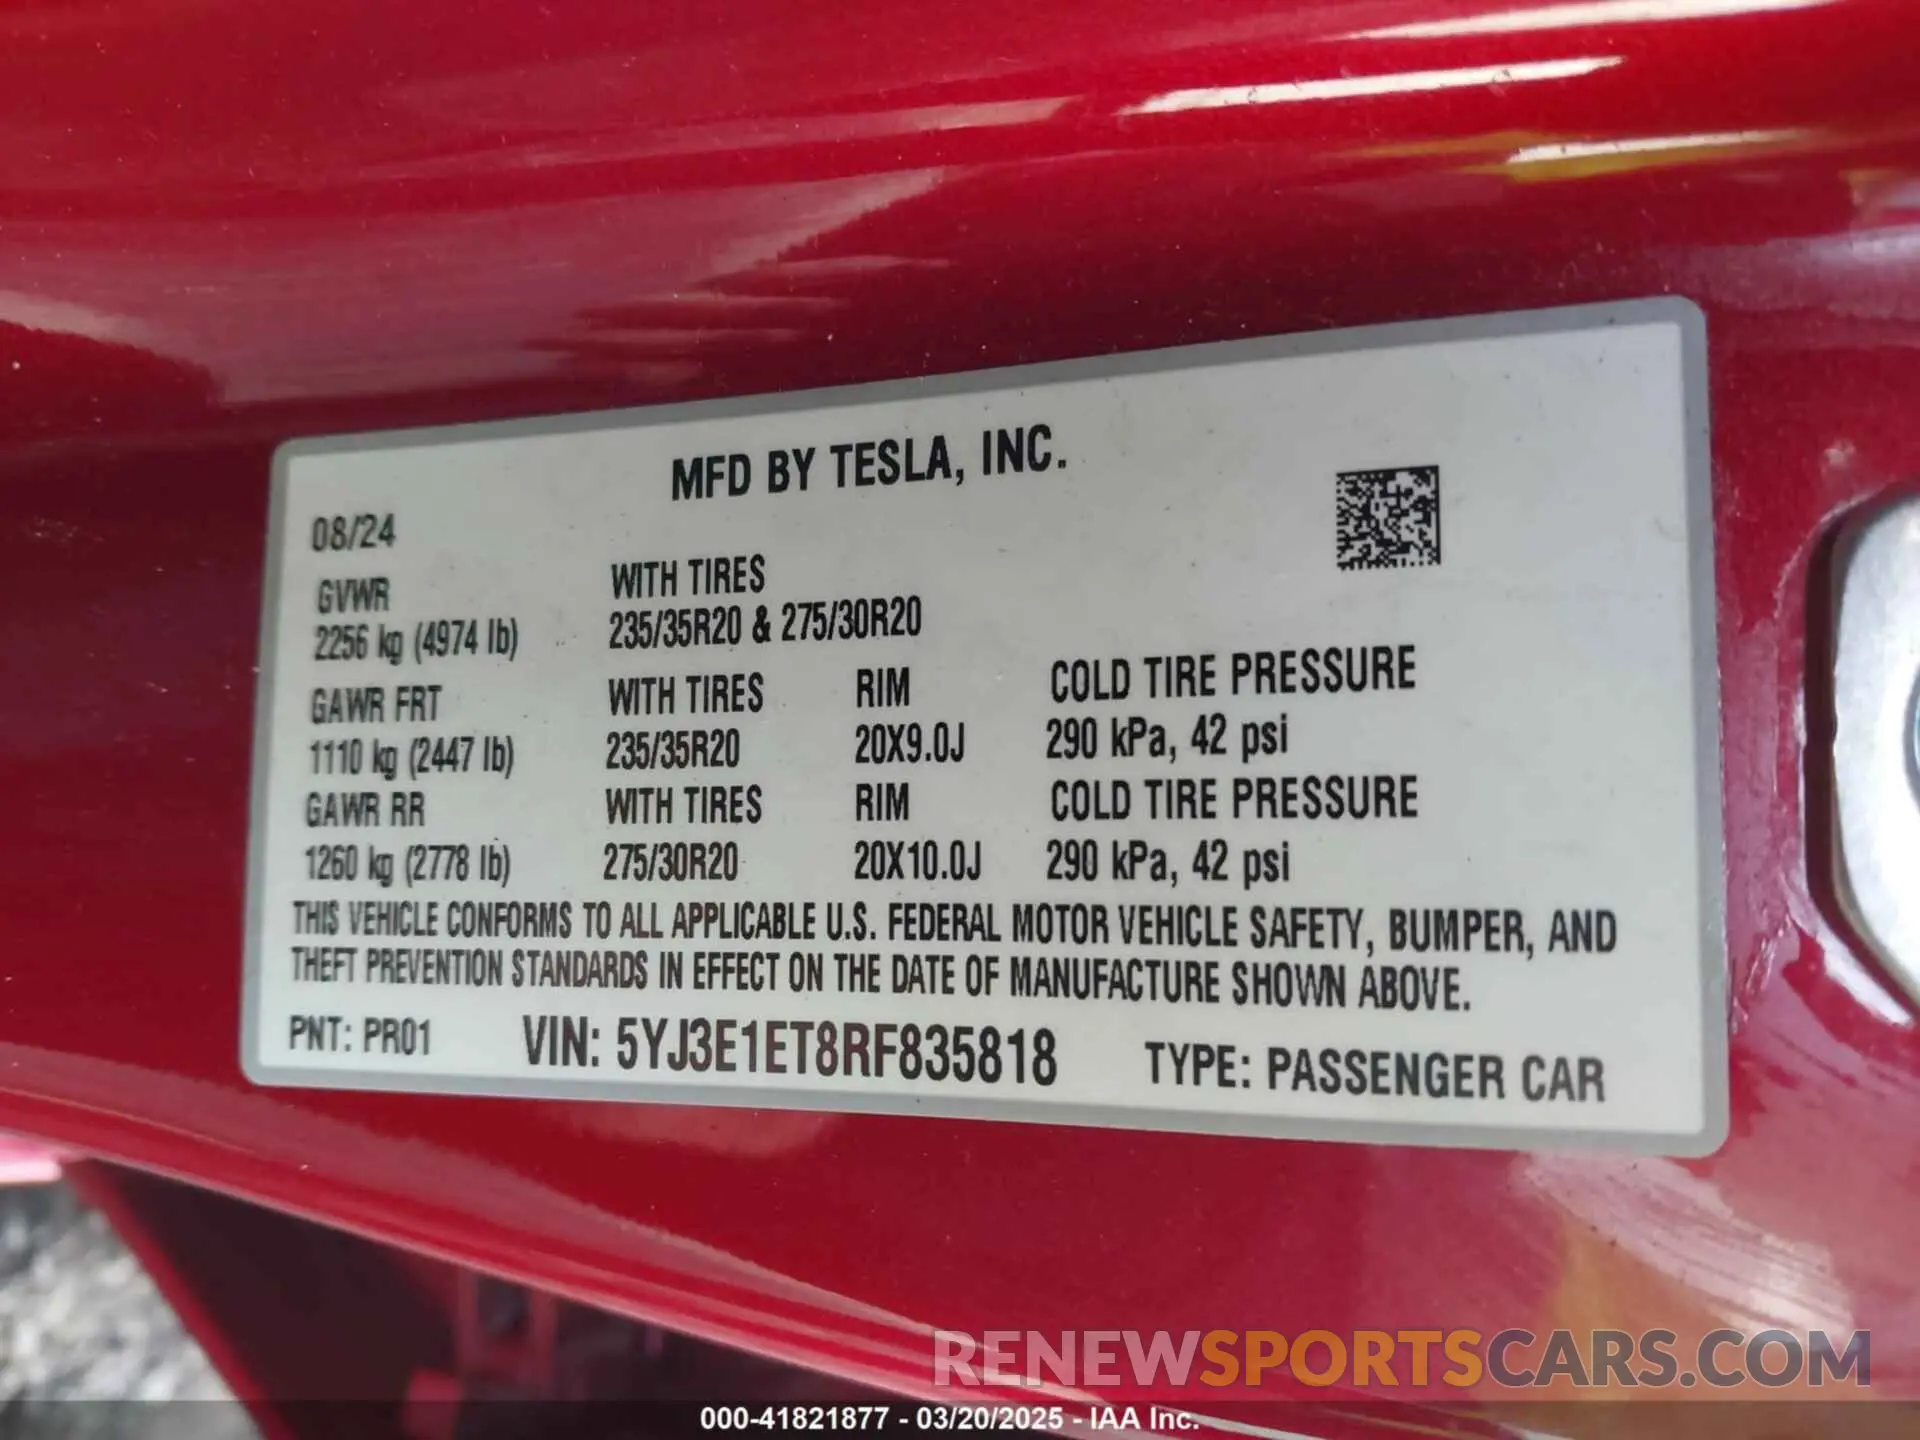 MFD BY TESLA, INC.
08/24
GVWR WITH TIRES
2256 kg (4974 lb) 235/35R20 & 275/30R20
GAWR FRT WITH TIRES RIM COLD TIRE PRESSURE
1110 kg (2447 lb) 235/35R20 20X9.0J 290 kPa, 42 psi
GAWR RR WITH TIRES RIM COLD TIRE PRESSURE
1260 kg (2778 lb) 275/30R20 20X10.0J 290 kPa, 42 psi
THIS VEHICLE CONFORMS TO ALL APPLICABLE U.S. FEDERAL MOTOR VEHICLE SAFETY, BUMPER, AND
THEFT PREVENTION STANDARDS IN EFFECT ON THE DATE OF MANUFACTURE SHOWN ABOVE.
PNT: PR01 VIN: 5YJ3E1ET8RF835818 TYPE: PASSENGER CAR
RENEWSPORTSCARS.COM
000-41821877 - 03/20/2025 - IAA Inc.